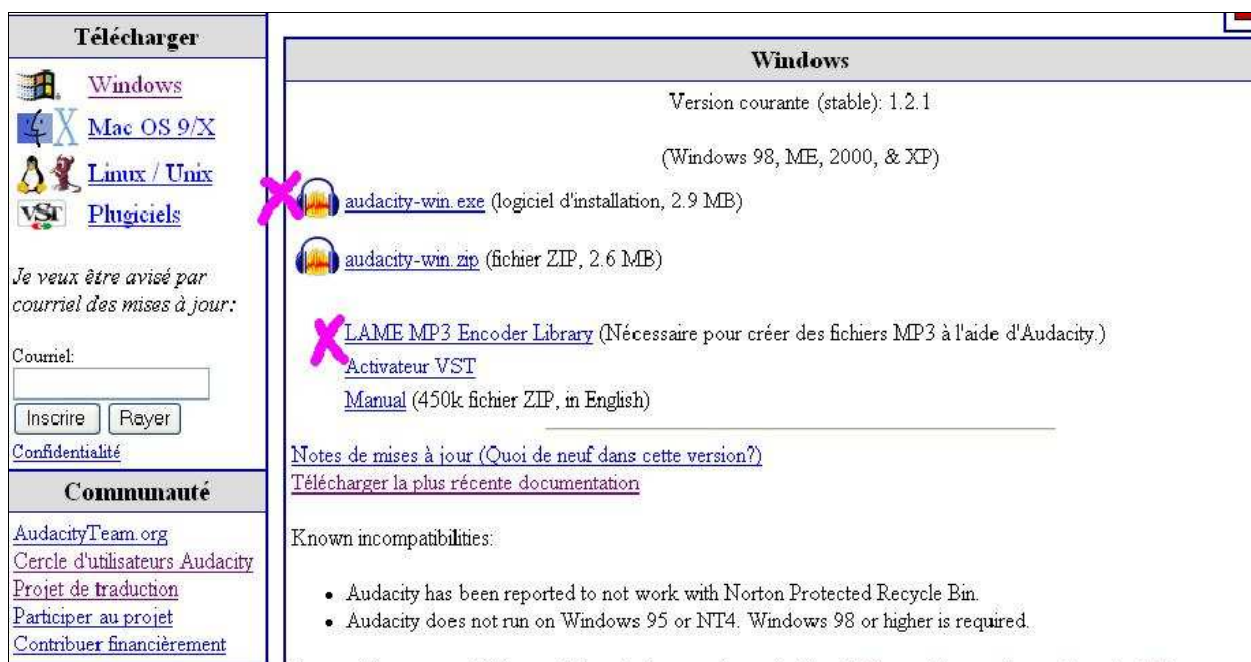 Télécharger
Windows
Mac OS 9/X
Linux / Unix
VST
Plugiciels
Je veux être avisé par
courriel des mises à jour:
Courriel:
Inscrire Rayer
Confidentialité
Communauté
AudacityTeam.org
Cercle d'utilisateurs Audacity
Projet de traduction
Participer au projet
Contribuer financièrement
Windows
Version courante (stable): 1.2.1
(Windows 98, ME, 2000, & XP)
audacity-win.exe (logiciel d'installation, 2.9 MB)
audacity-win.zip (fichier ZIP, 2.6 MB)
LAME MP3 Encoder Library (Nécessaire pour créer des fichiers MP3 à l'aide d'Audacity.)
Activateur VST
Manual (450k fichier ZIP, in English)
Notes de mises à jour (Quoi de neuf dans cette version?)
Télécharger la plus récente documentation
Known incompatibilities:
• Audacity has been reported to not work with Norton Protected Recycle Bin.
• Audacity does not run on Windows 95 or NT4. Windows 98 or higher is required.